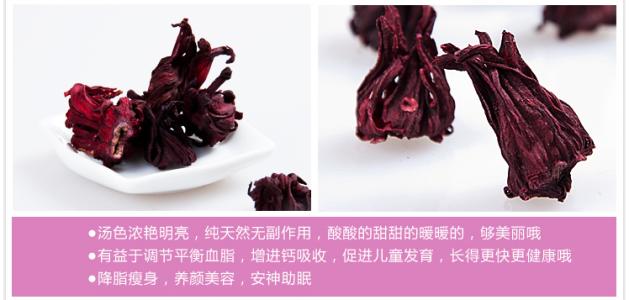 ●汤色浓艳明亮，纯天然无副作用，酸酸的甜甜的暖暖的，够美丽哦
●有益于调节平衡血脂，增进钙吸收，促进儿童发育，长得更快更健康哦
●降脂瘦身，养颜美容，安神助眠